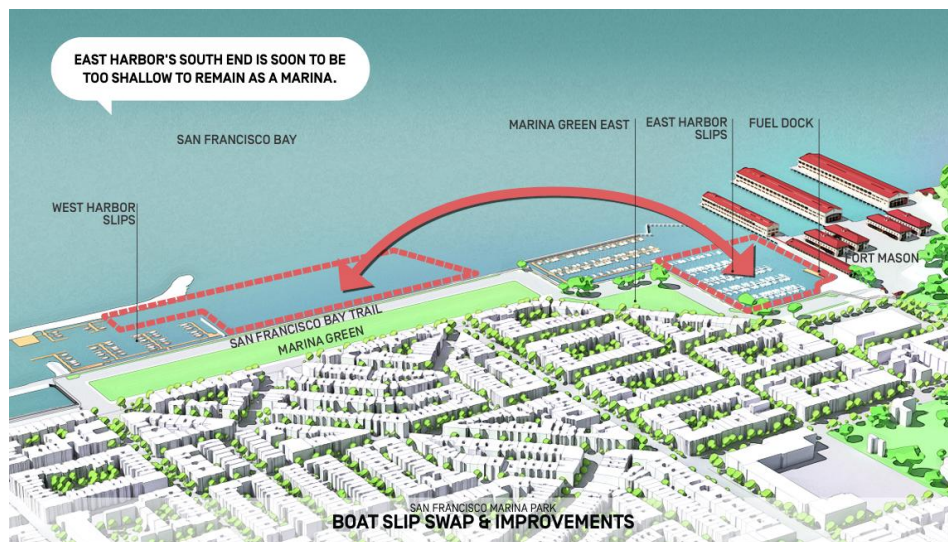 EAST HARBOR'S SOUTH END IS SOON TO BE
TOO SHALLOW TO REMAIN AS A MARINA.
SAN FRANCISCO BAY
MARINA GREEN EAST
EAST HARBOR
SLIPS
FUEL DOCK
WEST HARBOR
SLIPS
FORT MASON
SAN FRANCISCO BAY TRAIL
MARINA GREEN
SAN FRANCISCO MARINA PARK
BOAT SLIP SWAP & IMPROVEMENTS